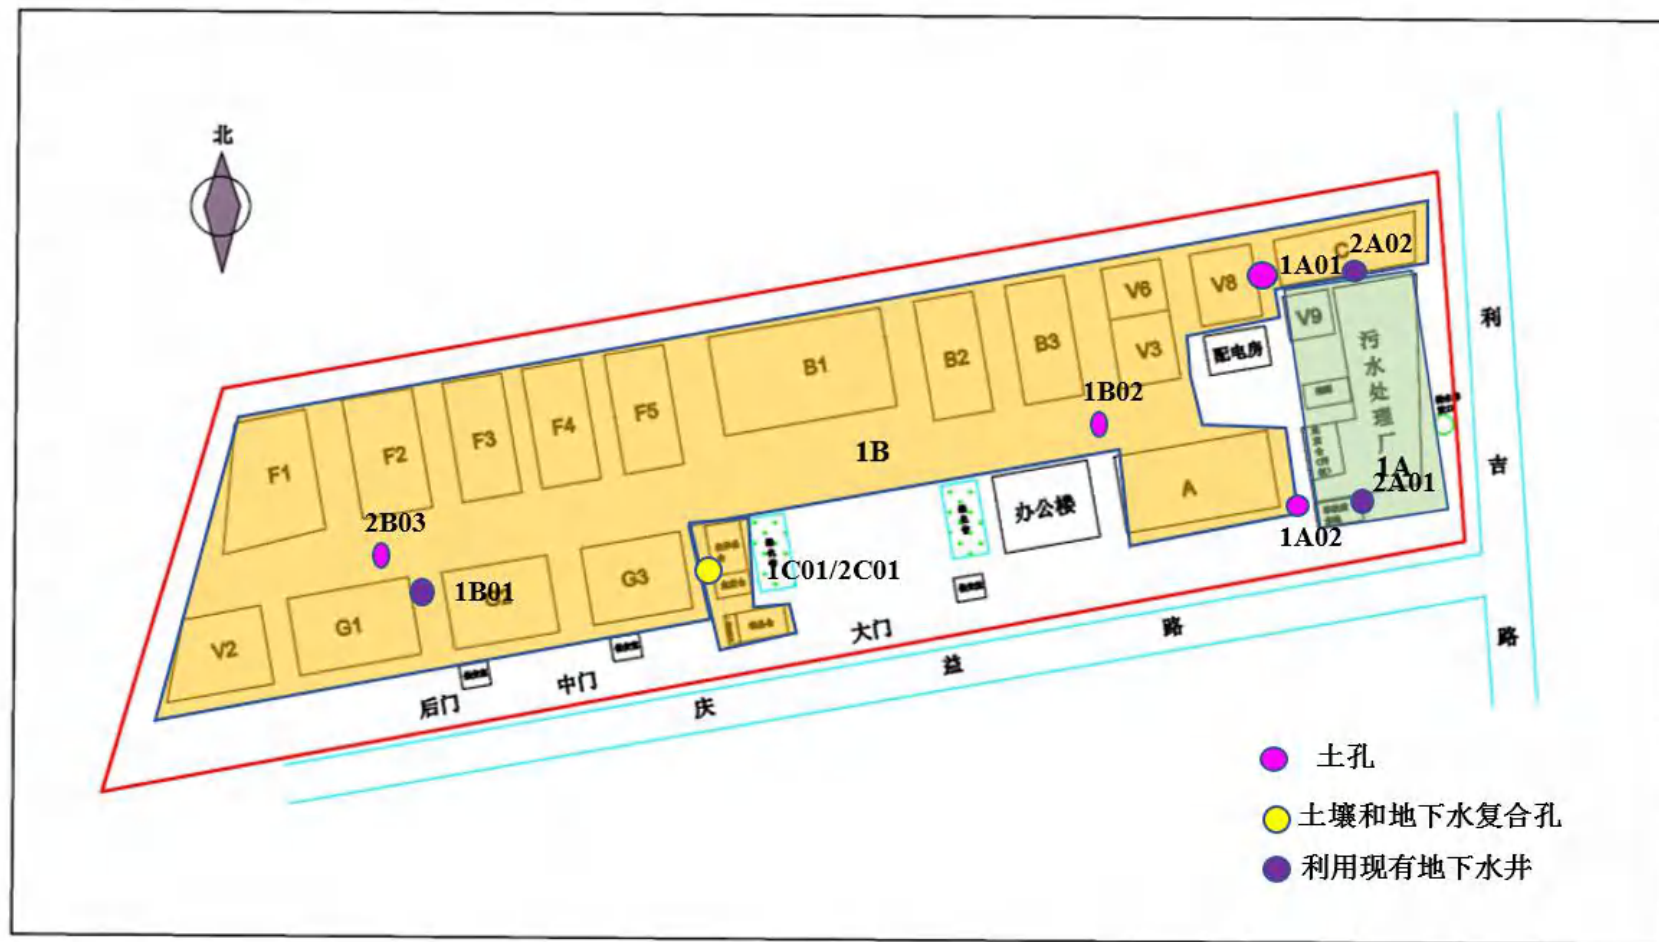 北
2A02
C
1A01
V8
V6
V9
利
B3
B2
B1
V3
配电房
污水处理厂
1B02
F5
F4
F3
F2
F1
1B
吉
1A
2A01
A
办公楼
2B03
1A02
1C01/2C01
G3
1B01
G2
G1
V2
大门
路
路
益
中门
后门
庆
土孔
土壤和地下水复合孔
利用现有地下水井